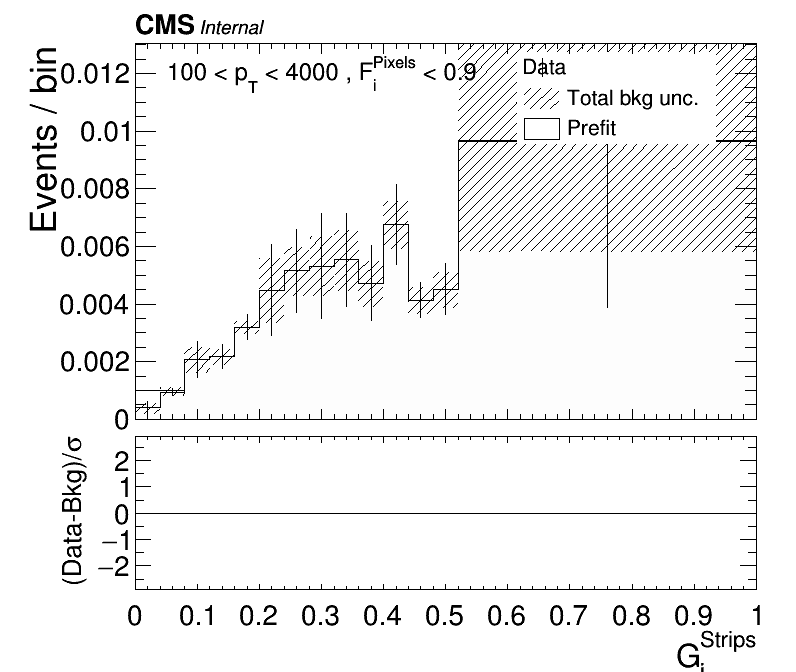 CMS Internal
100 < p_T < 4000 , F_i^Pixels < 0.9
Data
Total bkg unc.
Prefit
Events / bin
0.012
0.01
0.008
0.006
0.004
0.002
0
(Data-Bkg)/σ
2
1
0
−1
−2
0 0.1 0.2 0.3 0.4 0.5 0.6 0.7 0.8 0.9 1
G_i^Strips